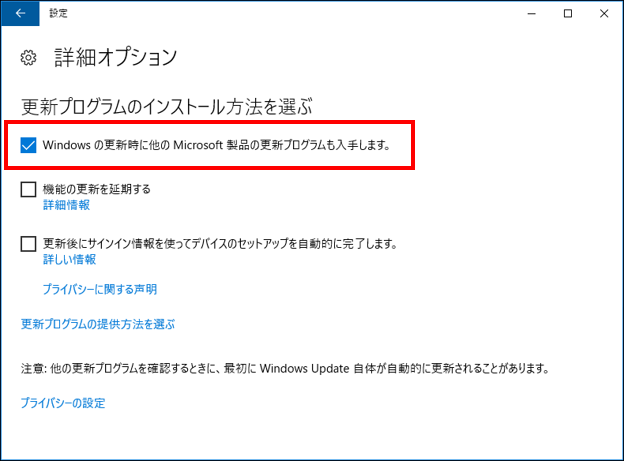 設定
詳細オプション
更新プログラムのインストール方法を選ぶ
Windows の更新時に他の Microsoft 製品の更新プログラムも入手します。
機能の更新を延期する
詳細情報
更新後にサインイン情報を使ってデバイスのセットアップを自動的に完了します。
詳しい情報
プライバシーに関する声明
更新プログラムの提供方法を選ぶ
注意: 他の更新プログラムを確認するときに、最初に Windows Update 自体が自動的に更新されることがあります。
プライバシーの設定